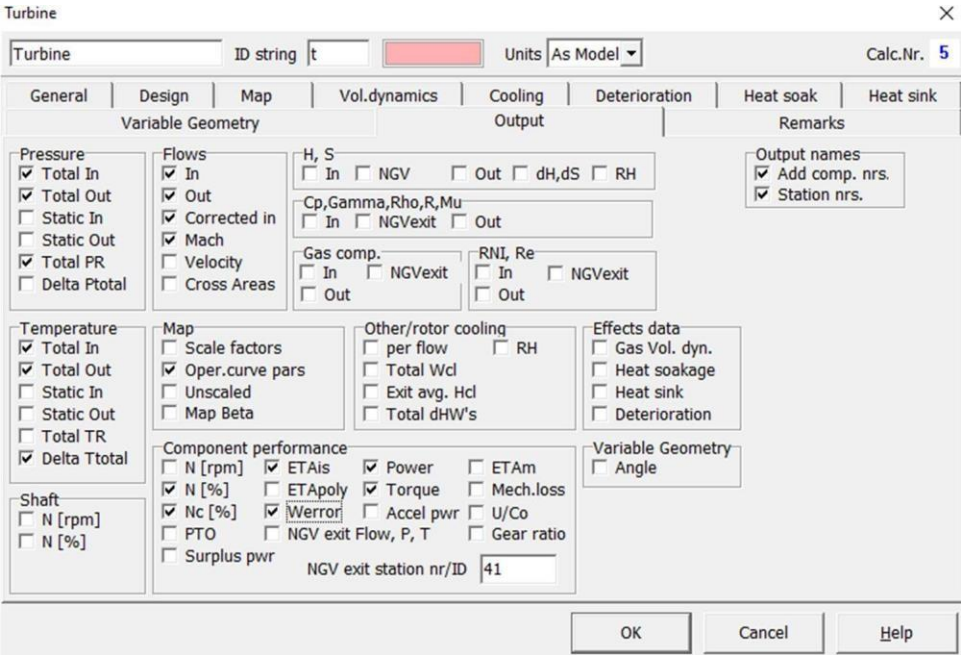 Turbine
Turbine ID string t Units As Model Calc.Nr. 5
General Design Map Vol.dynamics Cooling Deterioration Heat soak Heat sink
Variable Geometry Output Remarks
Pressure
Total In
Total Out
Static In
Static Out
Total PR
Delta Ptotal
Flows
In
Out
Corrected in
Mach
Velocity
Cross Areas
H, S
In NGV Out dH,dS RH
Cp,Gamma,Rho,R,Mu
In NGVexit Out
Gas comp.
In NGVexit
Out
RNI, Re
In NGVexit
Out
Output names
Add comp. nrs.
Station nrs.
Temperature
Total In
Total Out
Static In
Static Out
Total TR
Delta Ttotal
Map
Scale factors
Oper.curve pars
Unscaled
Map Beta
Other/rotor cooling
per flow RH
Total Wcl
Exit avg. Hcl
Total dHW's
Effects data
Gas Vol. dyn.
Heat soakage
Heat sink
Deterioration
Shaft
N [rpm]
N [%]
Component performance
N [rpm] ETAis Power ETAm
N [%] ETApoly Torque Mech.loss
Nc [%] Werror Accel pwr U/Co
PTO NGV exit Flow, P, T Gear ratio
Surplus pwr
NGV exit station nr/ID 41
Variable Geometry
Angle
OK Cancel Help